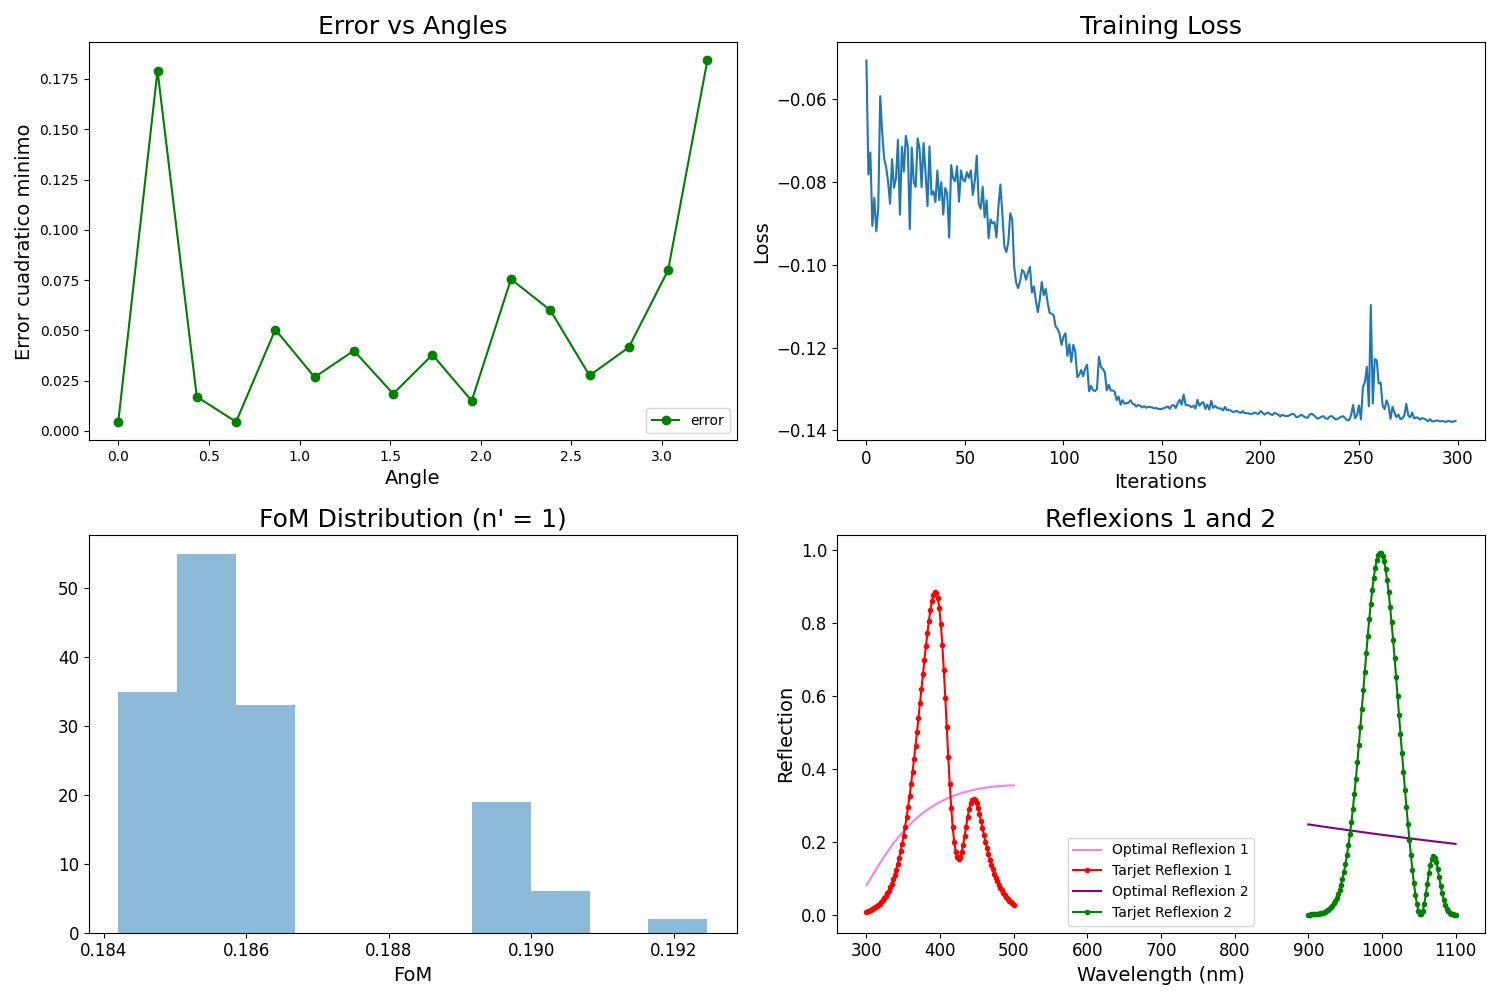 Error vs Angles
Error cuadratico minimo
0.175
0.150
0.125
0.100
0.075
0.050
0.025
0.000
error
0.0 0.5 1.0 1.5 2.0 2.5 3.0
Angle
Training Loss
Loss
−0.06
−0.08
−0.10
−0.12
−0.14
0 50 100 150 200 250 300
Iterations
FoM Distribution (n' = 1)
50
40
30
20
10
0
0.184 0.186 0.188 0.190 0.192
FoM
Reflexions 1 and 2
Reflection
1.0
0.8
0.6
0.4
0.2
0.0
Optimal Reflexion 1
Tarjet Reflexion 1
Optimal Reflexion 2
Tarjet Reflexion 2
300 400 500 600 700 800 900 1000 1100
Wavelength (nm)